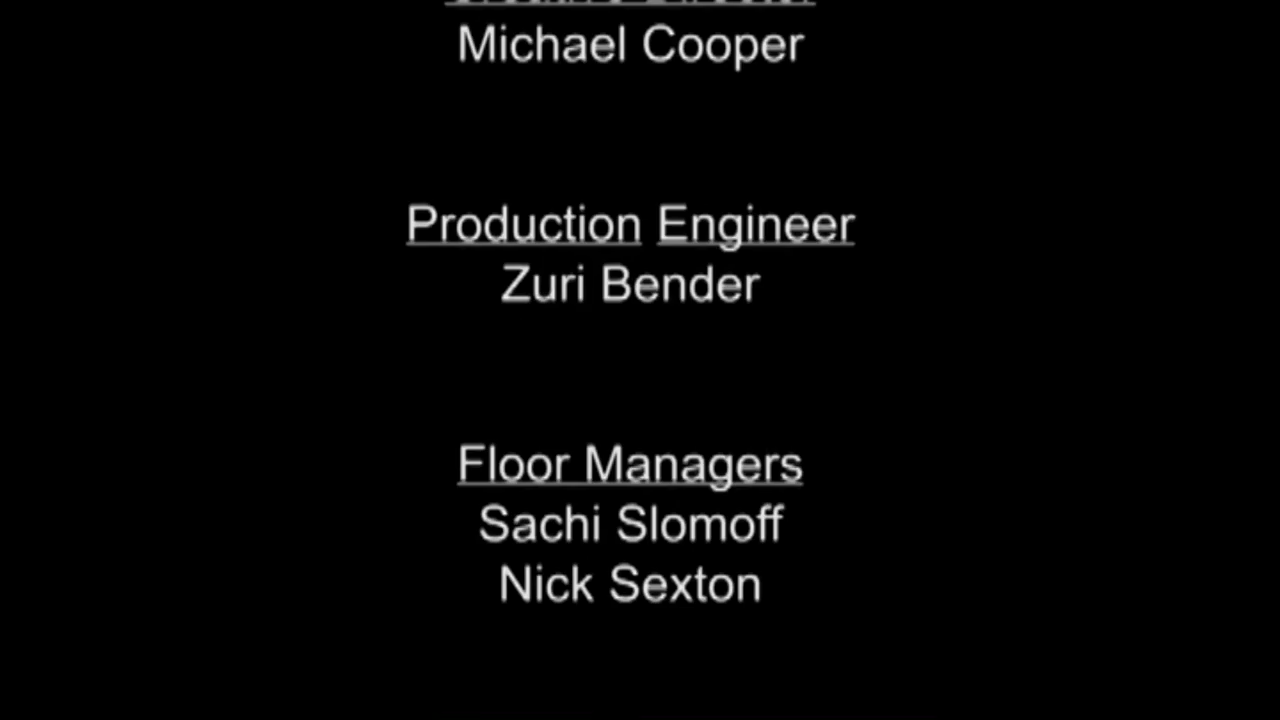 Michael Cooper
Production Engineer
Zuri Bender
Floor Managers
Sachi Slomoff
Nick Sexton